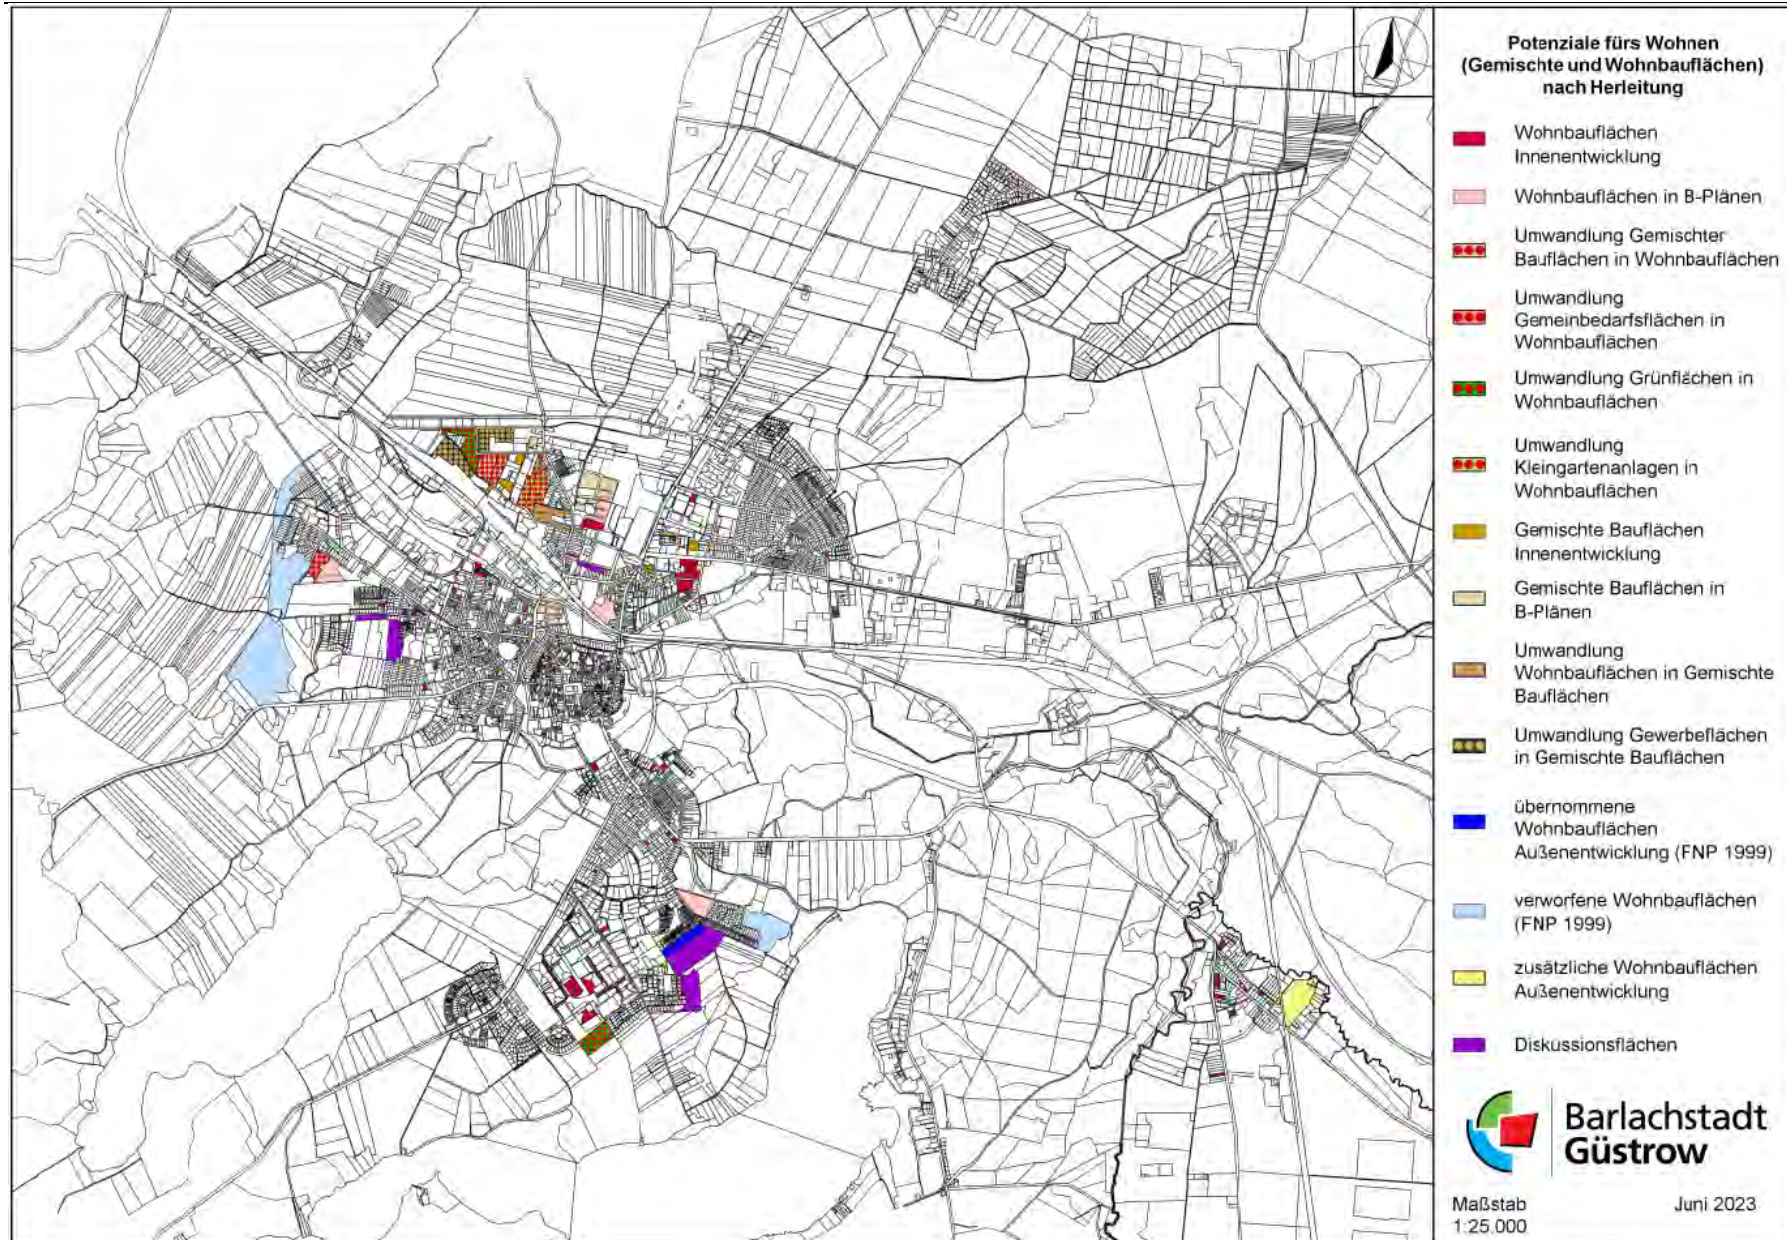 Potenziale fürs Wohnen
(Gemischte und Wohnbauflächen)
nach Herleitung
Wohnbauflächen
Innenentwicklung
Wohnbauflächen in B-Plänen
Umwandlung Gemischter
Bauflächen in Wohnbauflächen
Umwandlung
Gemeinbedarfsflächen in
Wohnbauflächen
Umwandlung Grünflächen in
Wohnbauflächen
Umwandlung
Kleingartenanlagen in
Wohnbauflächen
Gemischte Bauflächen
Innenentwicklung
Gemischte Bauflächen in
B-Plänen
Umwandlung
Wohnbauflächen in Gemischte
Bauflächen
Umwandlung Gewerbeflächen
in Gemischte Bauflächen
übernommene
Wohnbauflächen
Außenentwicklung (FNP 1999)
verworfene Wohnbauflächen
(FNP 1999)
zusätzliche Wohnbauflächen
Außenentwicklung
Diskussionsflächen
Barlachstadt
Güstrow
Maßstab
1:25.000
Juni 2023